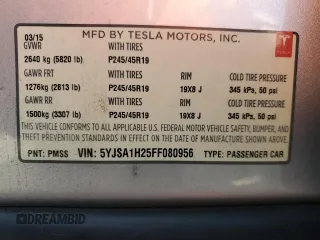 03/15 MFD BY TESLA MOTORS, INC.
GVWR WITH TIRES
2640 kg (5820 lb) P245/45R19 TESLA
GAWR FRT WITH TIRES RIM COLD TIRE PRESSURE
1276kg (2813 lb) P245/45R19 19X8 J 345 kPa, 50 psi
GAWR RR WITH TIRES RIM COLD TIRE PRESSURE
1500kg (3307 lb) P245/45R19 19X8 J 345 kPa, 50 psi
THIS VEHICLE CONFORMS TO ALL APPLICABLE U.S. FEDERAL MOTOR VEHICLE SAFETY, BUMPER, AND
THEFT PREVENTION STANDARDS IN EFFECT ON THE DATE OF MANUFACTURE SHOWN ABOVE.
PNT: PMSS VIN: 5YJSA1H25FF080956 TYPE: PASSENGER CAR
DREAMBID